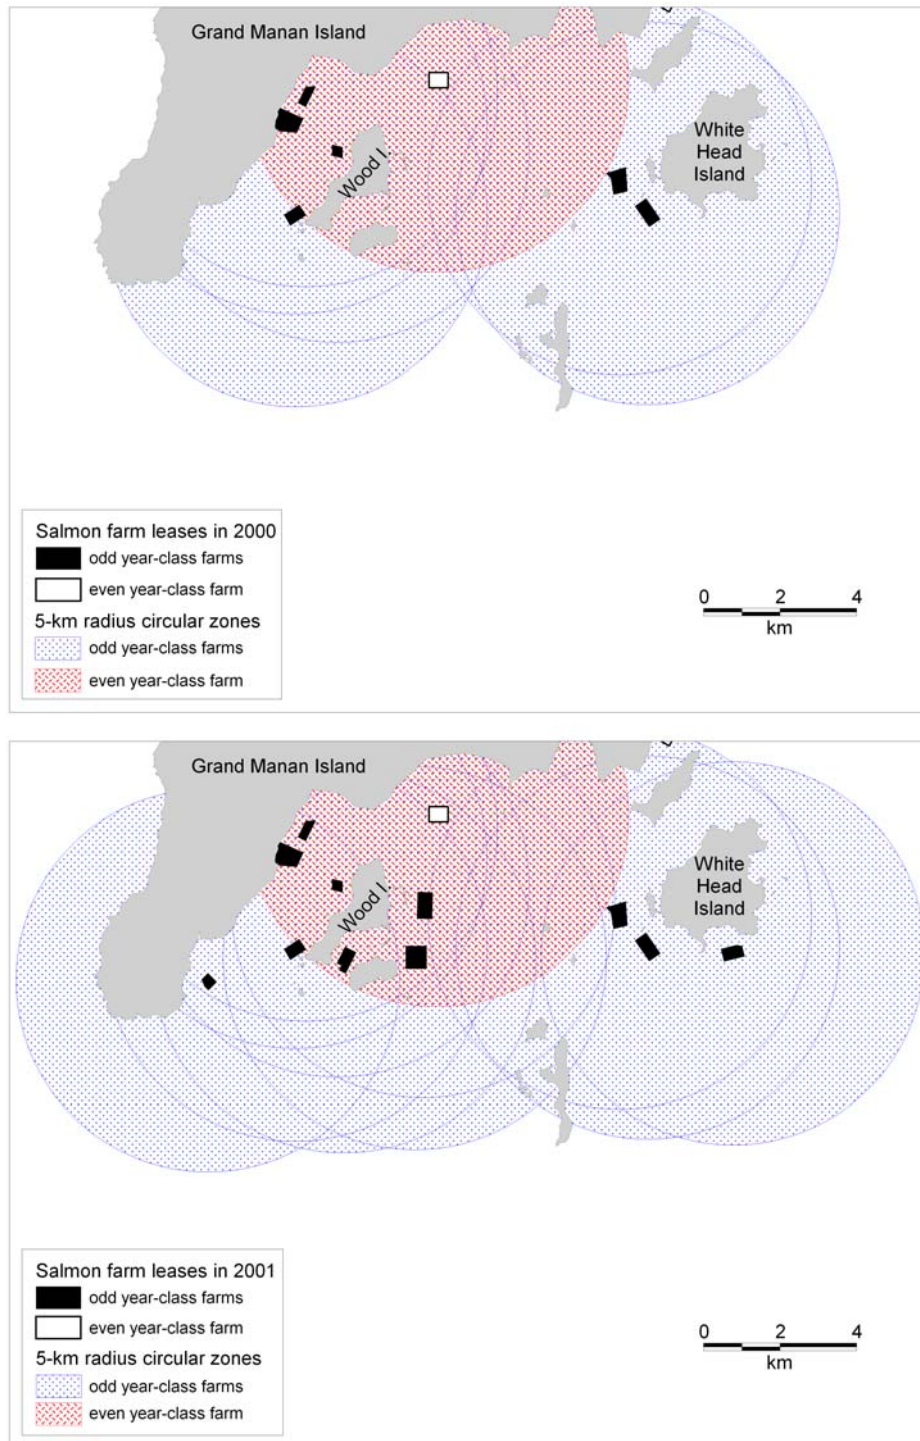 Grand Manan Island
White
Head
Island
Wood I.
Salmon farm leases in 2000
odd year-class farms
even year-class farm
5-km radius circular zones
odd year-class farms
even year-class farm
0 2 4
km
Grand Manan Island
White
Head
Island
Wood I.
Salmon farm leases in 2001
odd year-class farms
even year-class farm
5-km radius circular zones
odd year-class farms
even year-class farm
0 2 4
km